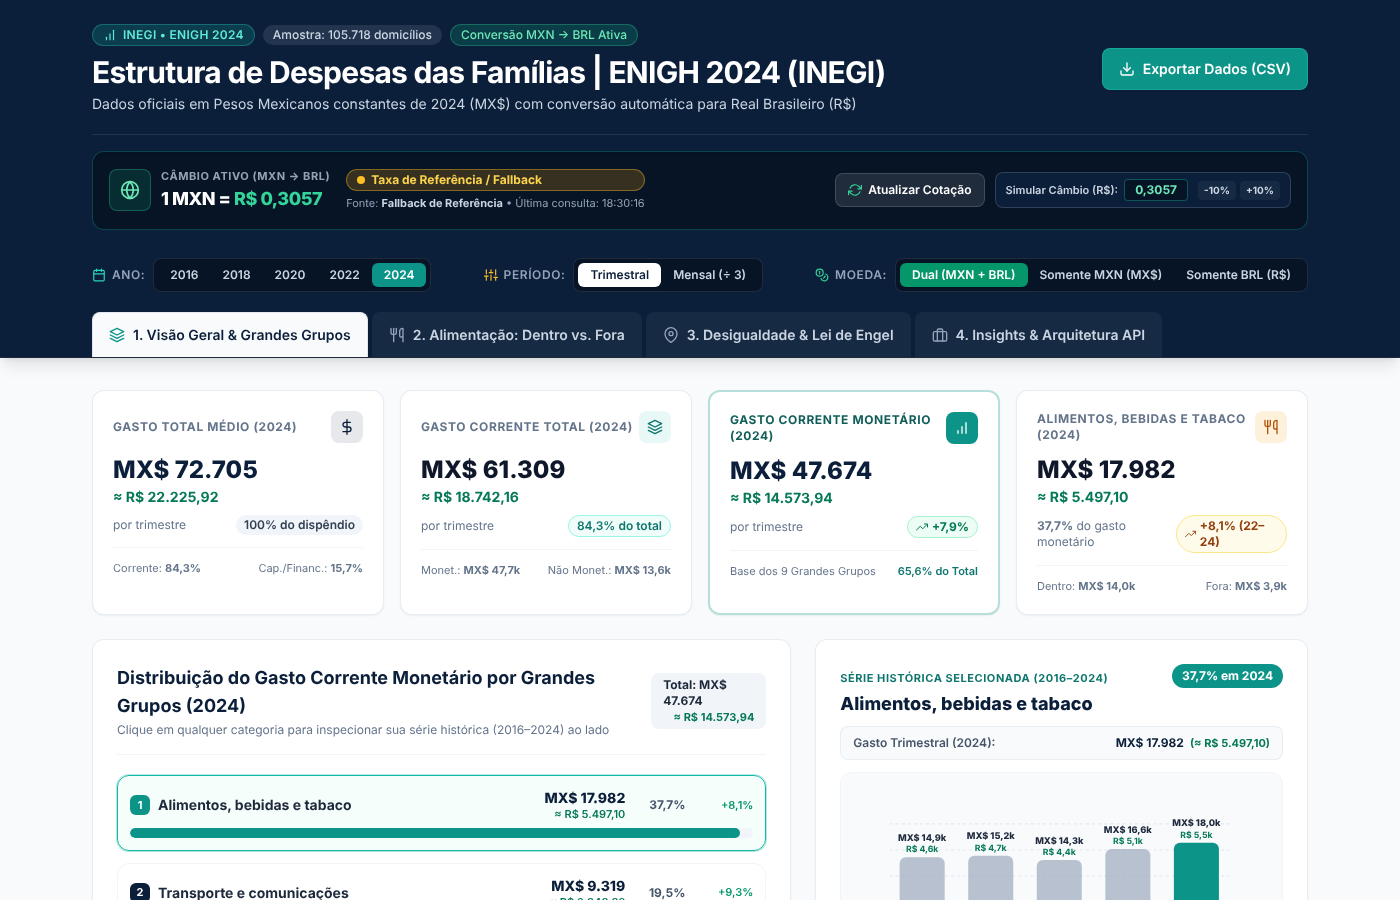 INEGI • ENIGH 2024
Amostra: 105.718 domicílios
Conversão MXN → BRL Ativa
Estrutura de Despesas das Famílias | ENIGH 2024 (INEGI)
Dados oficiais em Pesos Mexicanos constantes de 2024 (MX$) com conversão automática para Real Brasileiro (R$)
Exportar Dados (CSV)
CÂMBIO ATIVO (MXN → BRL)
1 MXN = R$ 0,3057
Taxa de Referência / Fallback
Fonte: Fallback de Referência • Última consulta: 18:30:16
Atualizar Cotação
Simular Câmbio (R$): 0,3057 -10% +10%
ANO: 2016 2018 2020 2022 2024
PERÍODO: Trimestral Mensal (÷ 3)
MOEDA: Dual (MXN + BRL) Somente MXN (MX$) Somente BRL (R$)
1. Visão Geral & Grandes Grupos
2. Alimentação: Dentro vs. Fora
3. Desigualdade & Lei de Engel
4. Insights & Arquitetura API
GASTO TOTAL MÉDIO (2024)
MX$ 72.705
≈ R$ 22.225,92
por trimestre
100% do dispêndio
Corrente: 84,3%
Cap./Financ.: 15,7%
GASTO CORRENTE TOTAL (2024)
MX$ 61.309
≈ R$ 18.742,16
por trimestre
84,3% do total
Monet.: MX$ 47,7k
Não Monet.: MX$ 13,6k
GASTO CORRENTE MONETÁRIO
(2024)
MX$ 47.674
≈ R$ 14.573,94
por trimestre
+7,9%
Base dos 9 Grandes Grupos
65,6% do Total
ALIMENTOS, BEBIDAS E TABACO
(2024)
MX$ 17.982
≈ R$ 5.497,10
37,7% do gasto
monetário
+8,1% (22–
24)
Dentro: MX$ 14,0k
Fora: MX$ 3,9k
Distribuição do Gasto Corrente Monetário por Grandes
Grupos (2024)
Clique em qualquer categoria para inspecionar sua série histórica (2016–2024) ao lado
Total: MX$
47.674
≈ R$ 14.573,94
1 Alimentos, bebidas e tabaco
MX$ 17.982
≈ R$ 5.497,10
37,7%
+8,1%
2 Transporte e comunicações
MX$ 9.319
19,5%
+9,3%
SÉRIE HISTÓRICA SELECIONADA (2016–2024)
37,7% em 2024
Alimentos, bebidas e tabaco
Gasto Trimestral (2024):
MX$ 17.982 (≈ R$ 5.497,10)
MX$ 14,9k
R$ 4,6k
MX$ 15,2k
R$ 4,7k
MX$ 14,3k
R$ 4,4k
MX$ 16,6k
R$ 5,1k
MX$ 18,0k
R$ 5,5k